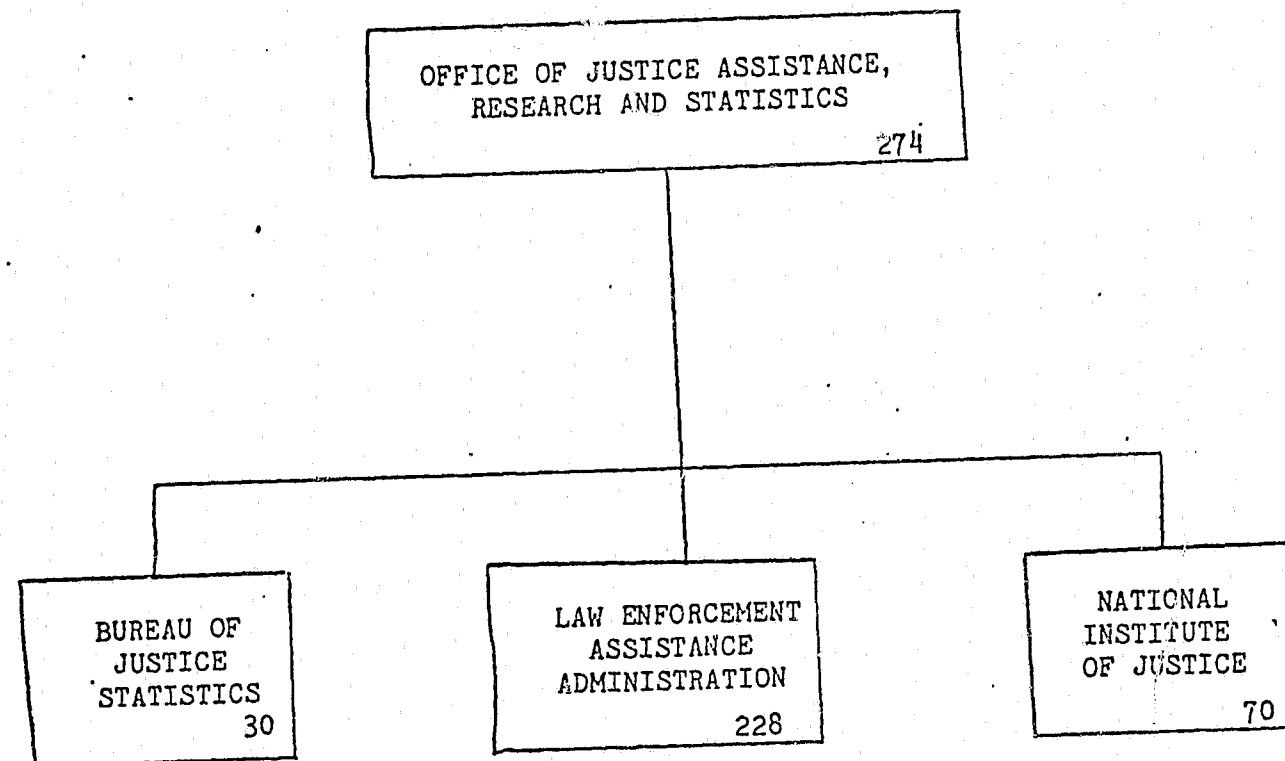 OFFICE OF JUSTICE ASSISTANCE,
RESEARCH AND STATISTICS
274
BUREAU OF
JUSTICE
STATISTICS
30
LAW ENFORCEMENT
ASSISTANCE
ADMINISTRATION
228
NATIONAL
INSTITUTE
OF JUSTICE
70